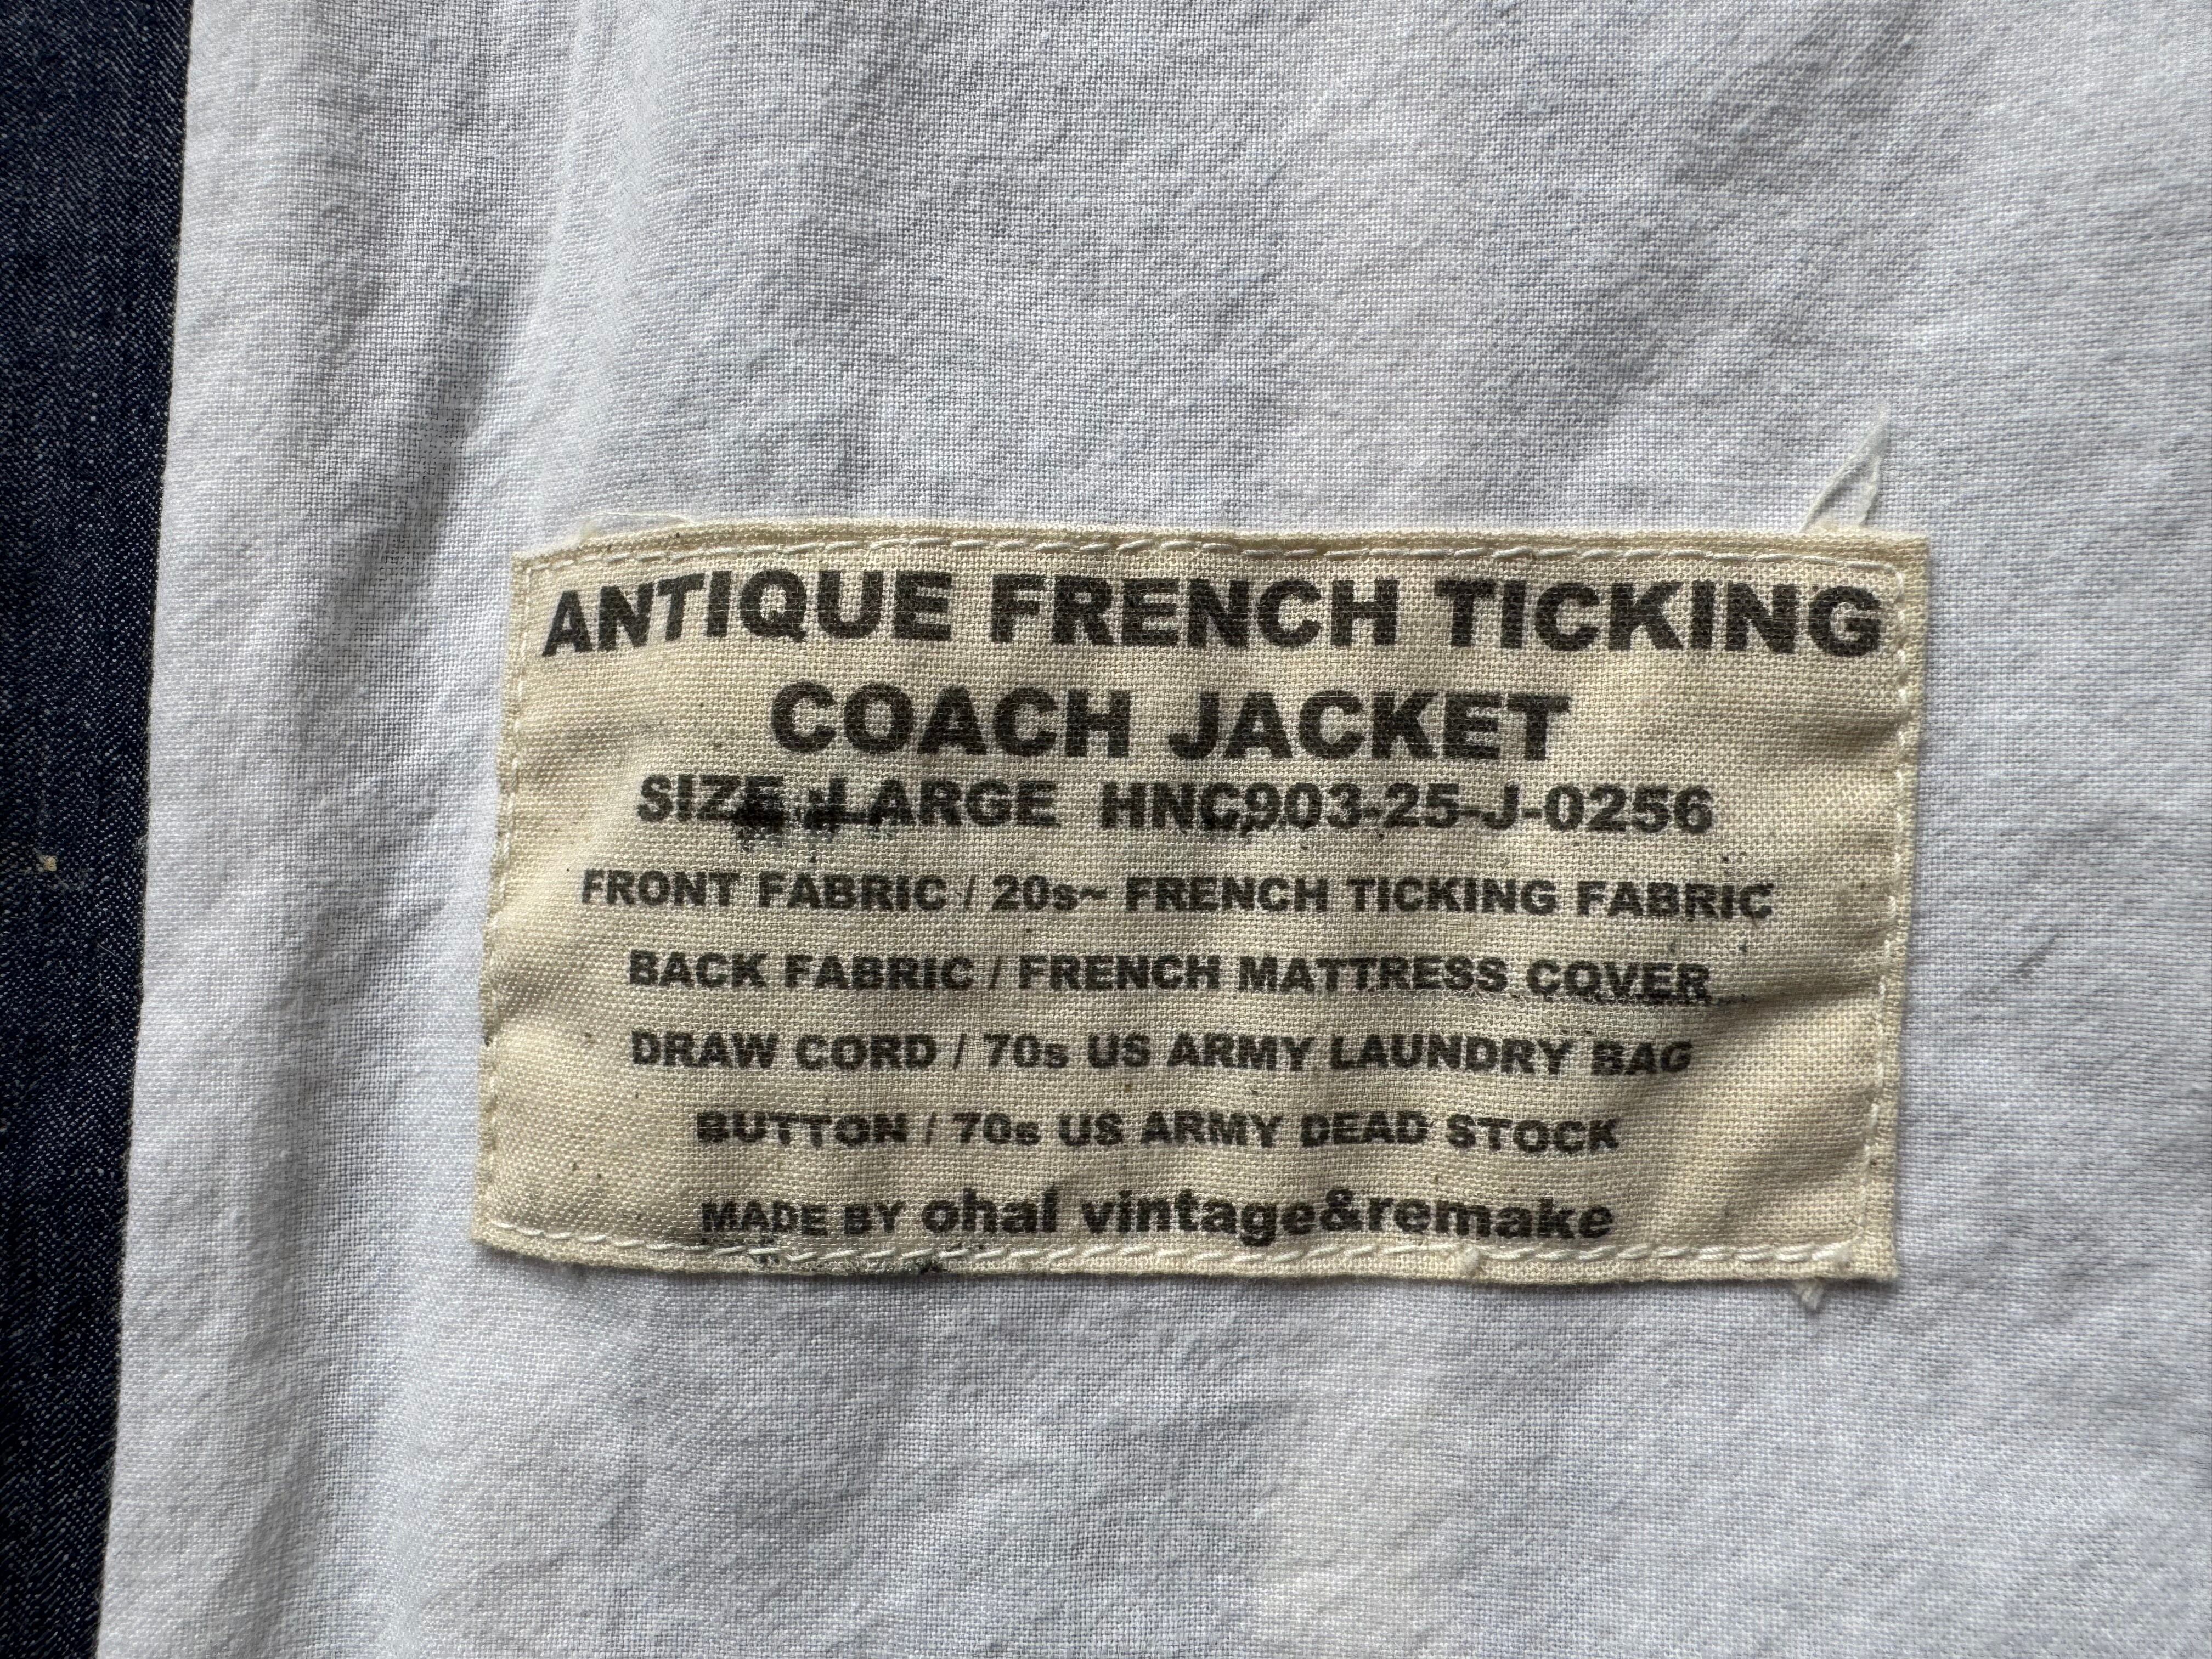 ANTIQUE FRENCH TICKING
COACH JACKET
SIZE LARGE HNC903-25-J-0256
FRONT FABRIC / 20s~ FRENCH TICKING FABRIC
BACK FABRIC / FRENCH MATTRESS COVER
DRAW CORD / 70s US ARMY LAUNDRY BAG
BUTTON / 70s US ARMY DEAD STOCK
MADE BY ohal vintage&remake